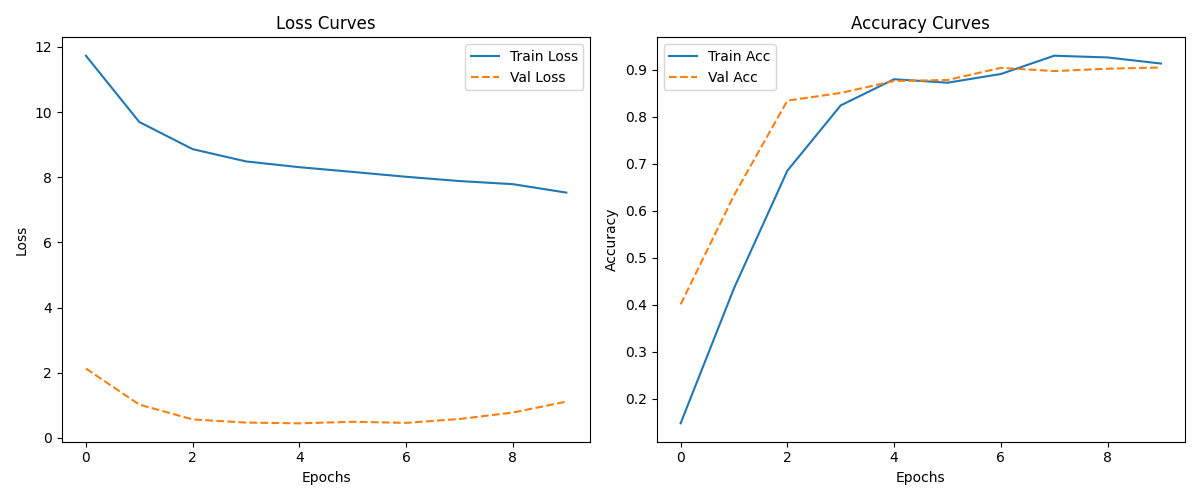 Loss Curves
12
10
8
6
4
2
0
Loss
Train Loss
Val Loss
0 2 4 6 8
Epochs
Accuracy Curves
0.9
0.8
0.7
0.6
0.5
0.4
0.3
0.2
Accuracy
Train Acc
Val Acc
0 2 4 6 8
Epochs